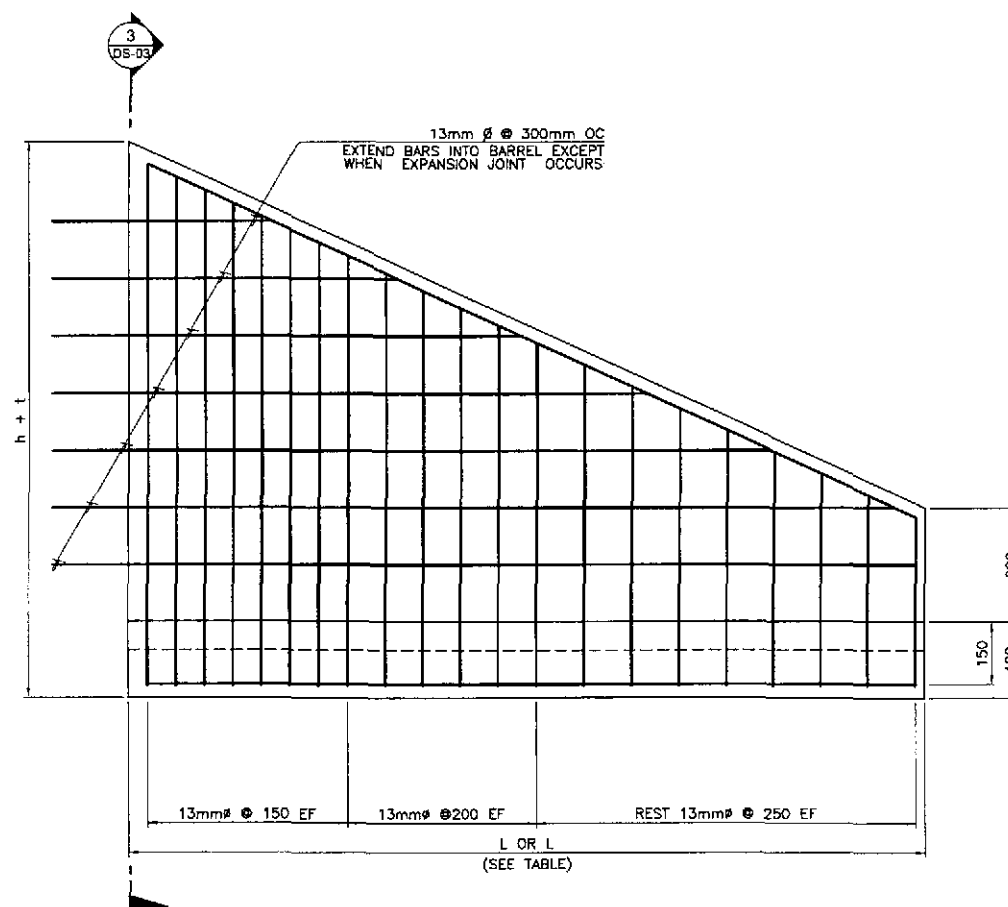 3
DS-03
13mm Ø @ 300mm OC
EXTEND BARS INTO BARREL EXCEPT
WHEN EXPANSION JOINT OCCURS
h + t
150
13mmø @ 150 EF
13mmø @200 EF
REST 13mmø @ 250 EF
L OR L
(SEE TABLE)